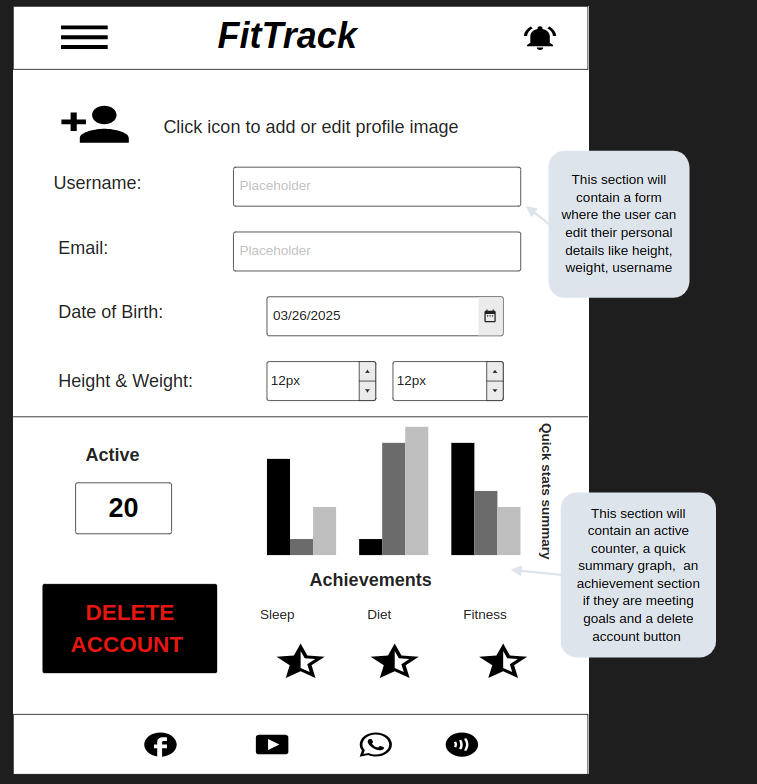 FitTrack
Click icon to add or edit profile image
Username:
Placeholder
Email:
Placeholder
Date of Birth:
03/26/2025
Height & Weight:
12px
12px
This section will
contain a form
where the user can
edit their personal
details like height,
weight, username
Active
20
Quick stats summary
DELETE
ACCOUNT
Achievements
Sleep
Diet
Fitness
This section will
contain an active
counter, a quick
summary graph,  an
achievement section
if they are meeting
goals and a delete
account button